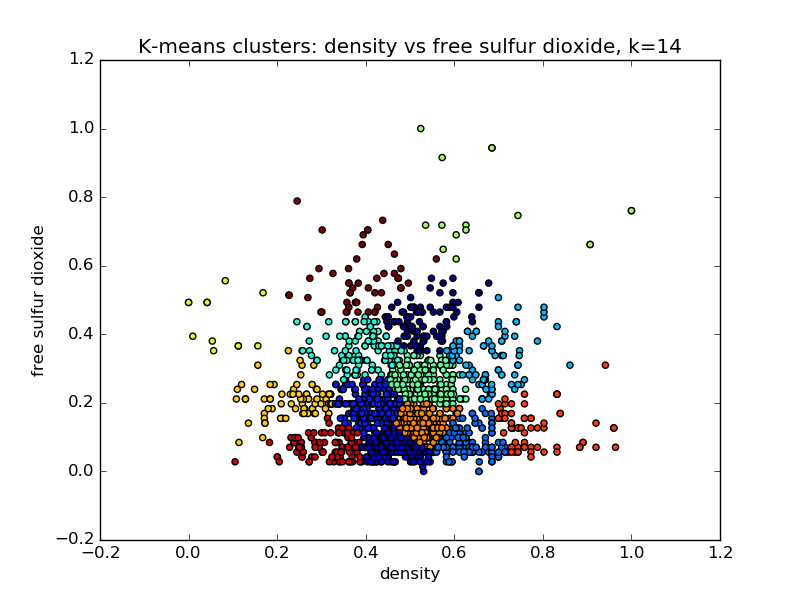 K-means clusters: density vs free sulfur dioxide, k=14
1.2
1.0
0.8
0.6
0.4
0.2
0.0
−0.2
free sulfur dioxide
−0.2 0.0 0.2 0.4 0.6 0.8 1.0 1.2
density